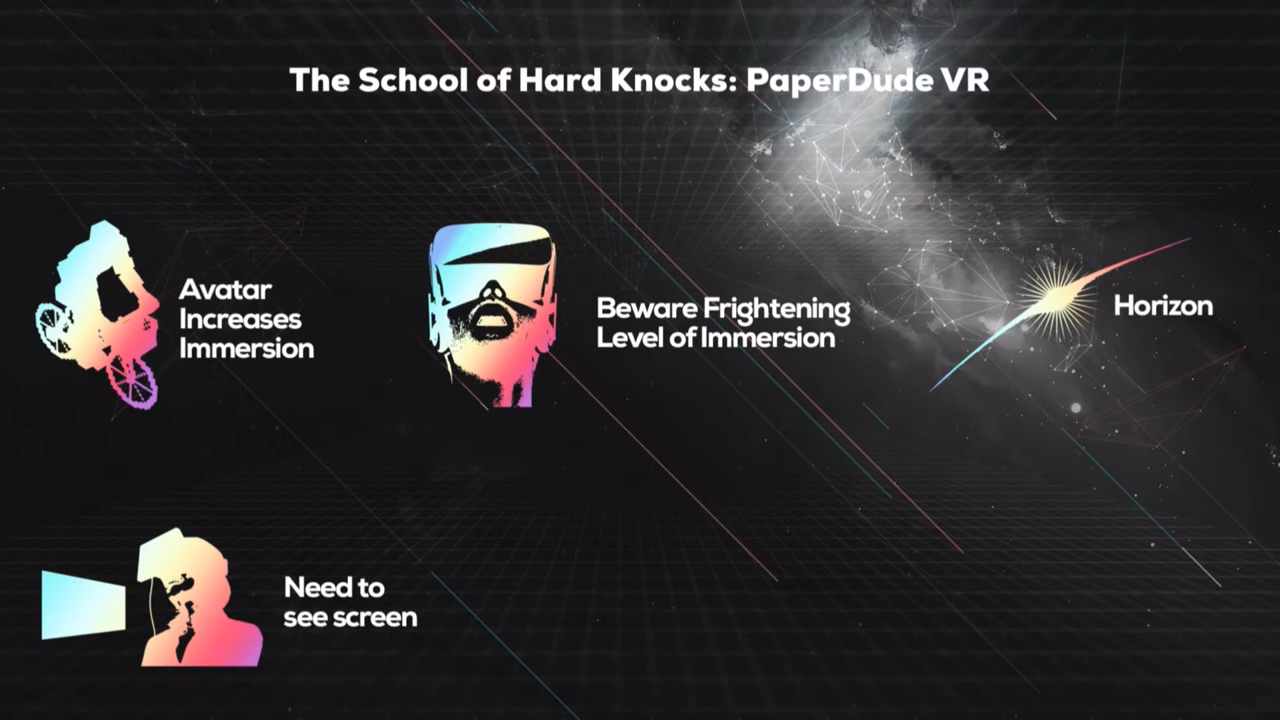 The School of Hard Knocks: PaperDude VR
Avatar
Increases
Immersion
Beware Frightening
Level of Immersion
Horizon
Need to
see screen